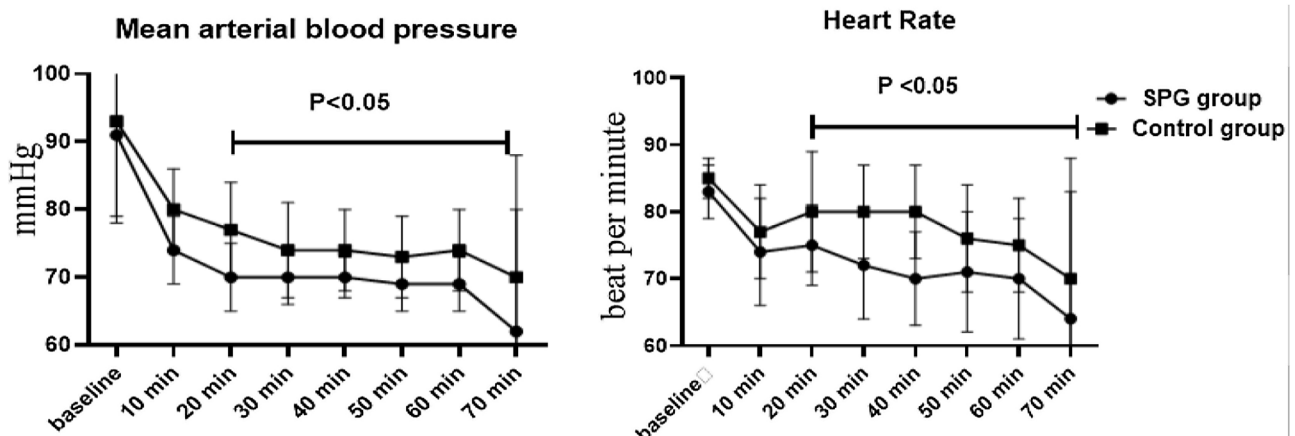 Mean arterial blood pressure
mmHg
100
90
80
70
60
P<0.05
baseline
10 min
20 min
30 min
40 min
50 min
60 min
70 min
Heart Rate
beat per minute
100
90
80
70
60
P <0.05
baseline
10 min
20 min
30 min
40 min
50 min
60 min
70 min
SPG group
Control group